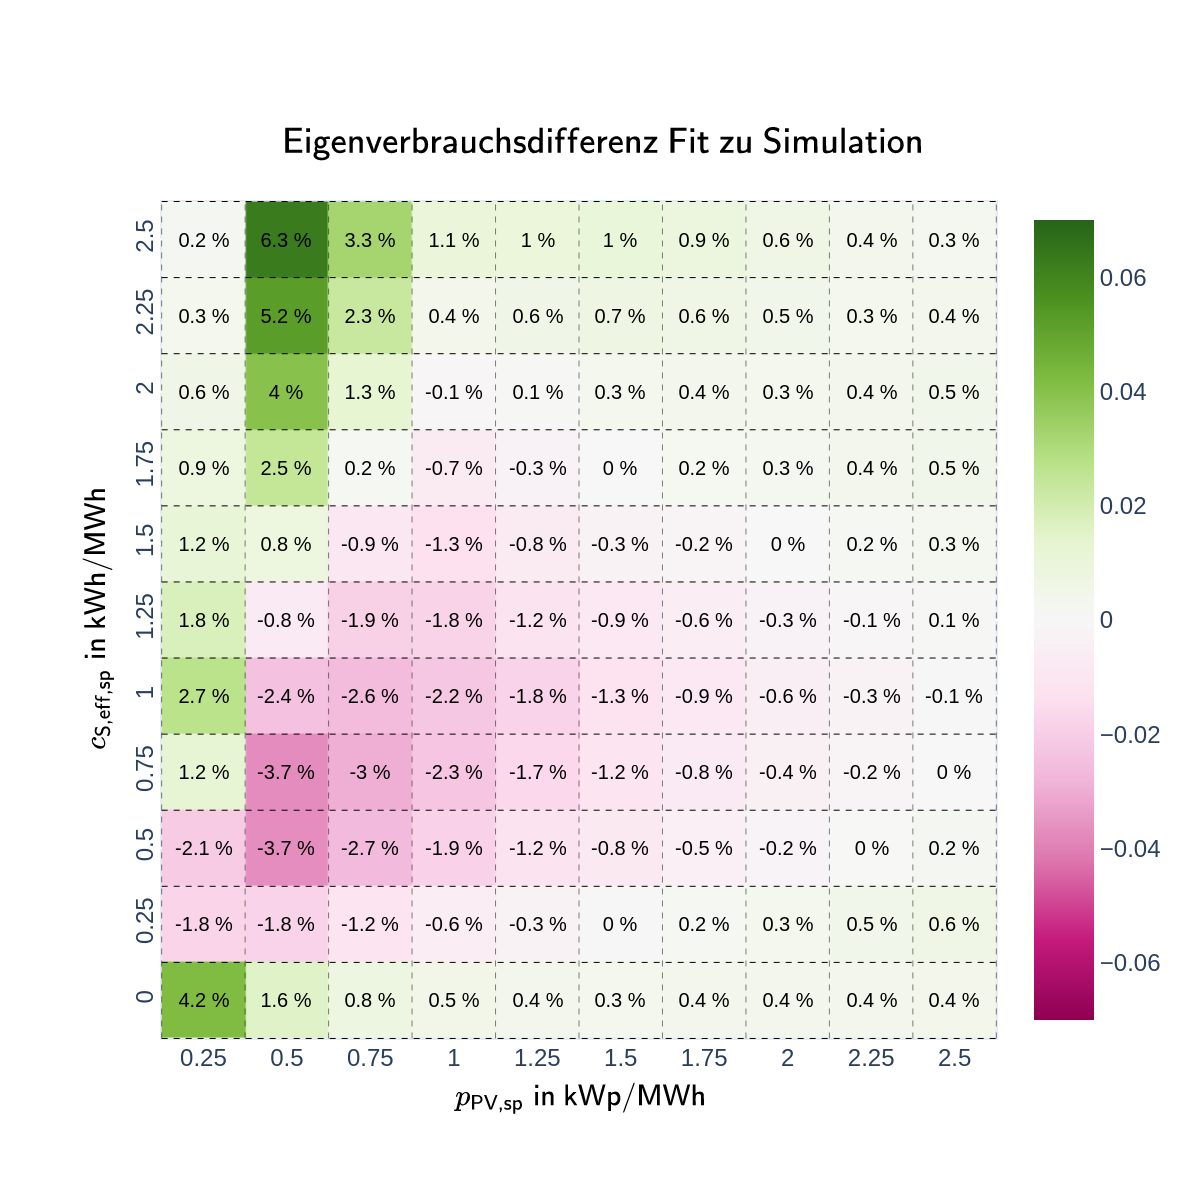 Eigenverbrauchsdifferenz Fit zu Simulation
2.5 0.2 % 6.3 % 3.3 % 1.1 % 1 % 1 % 0.9 % 0.6 % 0.4 % 0.3 %
2.25 0.3 % 5.2 % 2.3 % 0.4 % 0.6 % 0.7 % 0.6 % 0.5 % 0.3 % 0.4 %
2 0.6 % 4 % 1.3 % -0.1 % 0.1 % 0.3 % 0.4 % 0.3 % 0.4 % 0.5 %
1.75 0.9 % 2.5 % 0.2 % -0.7 % -0.3 % 0 % 0.2 % 0.3 % 0.4 % 0.5 %
1.5 1.2 % 0.8 % -0.9 % -1.3 % -0.8 % -0.3 % -0.2 % 0 % 0.2 % 0.3 %
1.25 1.8 % -0.8 % -1.9 % -1.8 % -1.2 % -0.9 % -0.6 % -0.3 % -0.1 % 0.1 %
1 2.7 % -2.4 % -2.6 % -2.2 % -1.8 % -1.3 % -0.9 % -0.6 % -0.3 % -0.1 %
0.75 1.2 % -3.7 % -3 % -2.3 % -1.7 % -1.2 % -0.8 % -0.4 % -0.2 % 0 %
0.5 -2.1 % -3.7 % -2.7 % -1.9 % -1.2 % -0.8 % -0.5 % -0.2 % 0 % 0.2 %
0.25 -1.8 % -1.8 % -1.2 % -0.6 % -0.3 % 0 % 0.2 % 0.3 % 0.5 % 0.6 %
0 4.2 % 1.6 % 0.8 % 0.5 % 0.4 % 0.3 % 0.4 % 0.4 % 0.4 % 0.4 %
0.25 0.5 0.75 1 1.25 1.5 1.75 2 2.25 2.5
p_PV,sp in kWp/MWh
c_S,eff,sp in kWh/MWh
0.06
0.04
0.02
0
−0.02
−0.04
−0.06